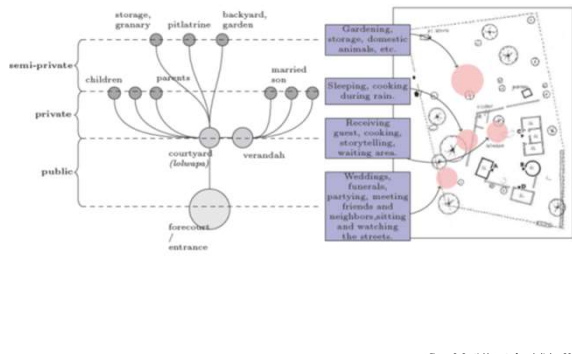 storage,
granary
pitlatrine
backyard,
garden
semi-private
children
parents
married
son
private
courtyard
(lolwapa)
verandah
public
forecourt
/
entrance
Gardening,
storage, domestic
animals, etc.
Sleeping, cooking
during rain.
Receiving
guest, cooking,
storytelling,
waiting area.
Weddings,
funerals,
partying, meeting
friends and
neighbors,sitting
and watching
the streets.